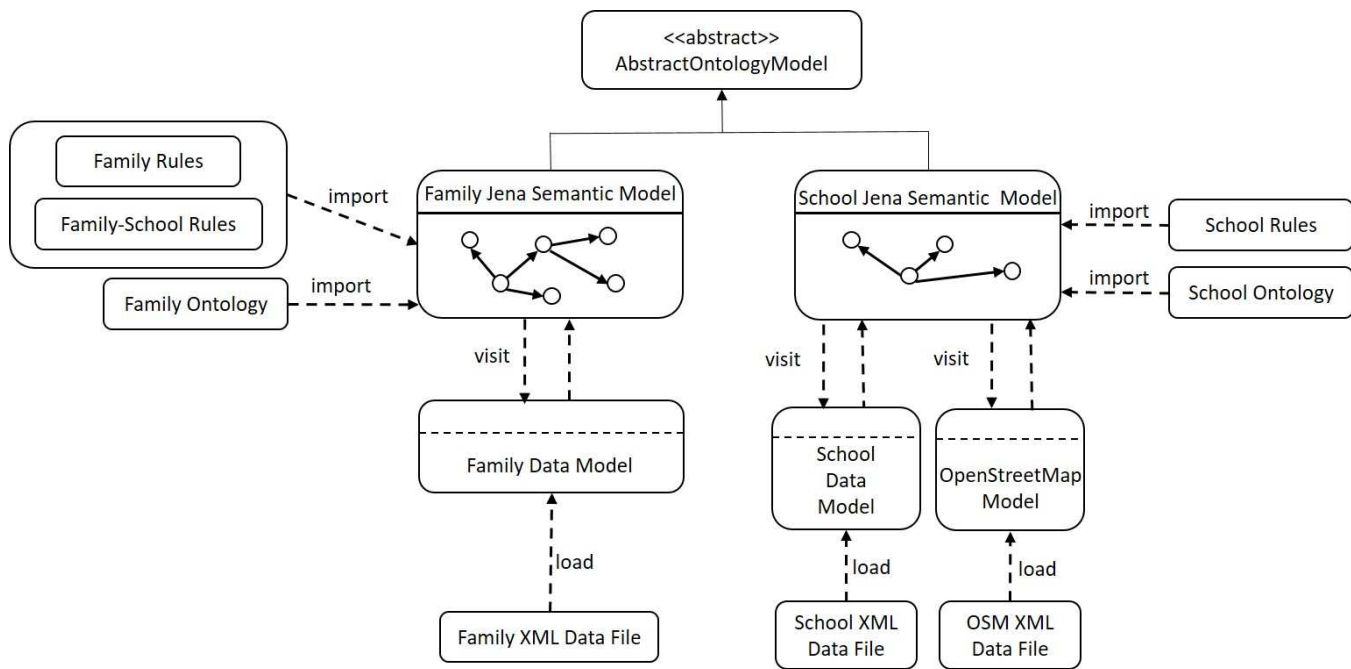 <<abstract>>
AbstractOntologyModel
Family Rules
Family-School Rules
import
Family Ontology
import
Family Jena Semantic Model
School Jena Semantic Model
import
School Rules
import
School Ontology
visit
visit
visit
Family Data Model
School
Data
Model
OpenStreetMap
Model
load
load
load
Family XML Data File
School XML
Data File
OSM XML
Data File